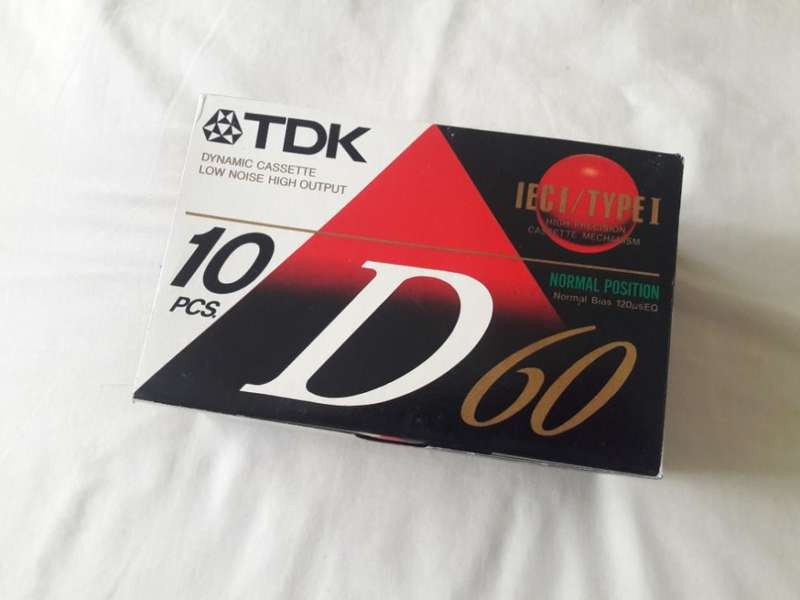 TDK
DYNAMIC CASSETTE
LOW NOISE HIGH OUTPUT
IEC I/TYPE I
HIGH PRECISION
CASSETTE MECHANISM
10
PCS.
NORMAL POSITION
Normal Bias 120µsEQ
D60